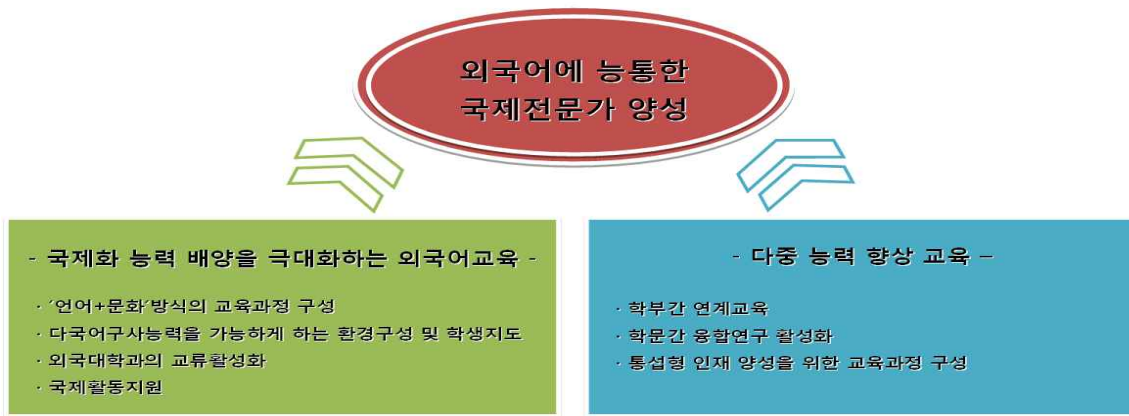 외국어에 능통한
국제전문가 양성
- 국제화 능력 배양을 극대화하는 외국어교육 -
· ‘언어+문화’방식의 교육과정 구성
· 다국어구사능력을 가능하게 하는 환경구성 및 학생지도
· 외국대학과의 교류활성화
· 국제활동지원
- 다중 능력 향상 교육 –
· 학부간 연계교육
· 학문간 융합연구 활성화
· 통섭형 인재 양성을 위한 교육과정 구성